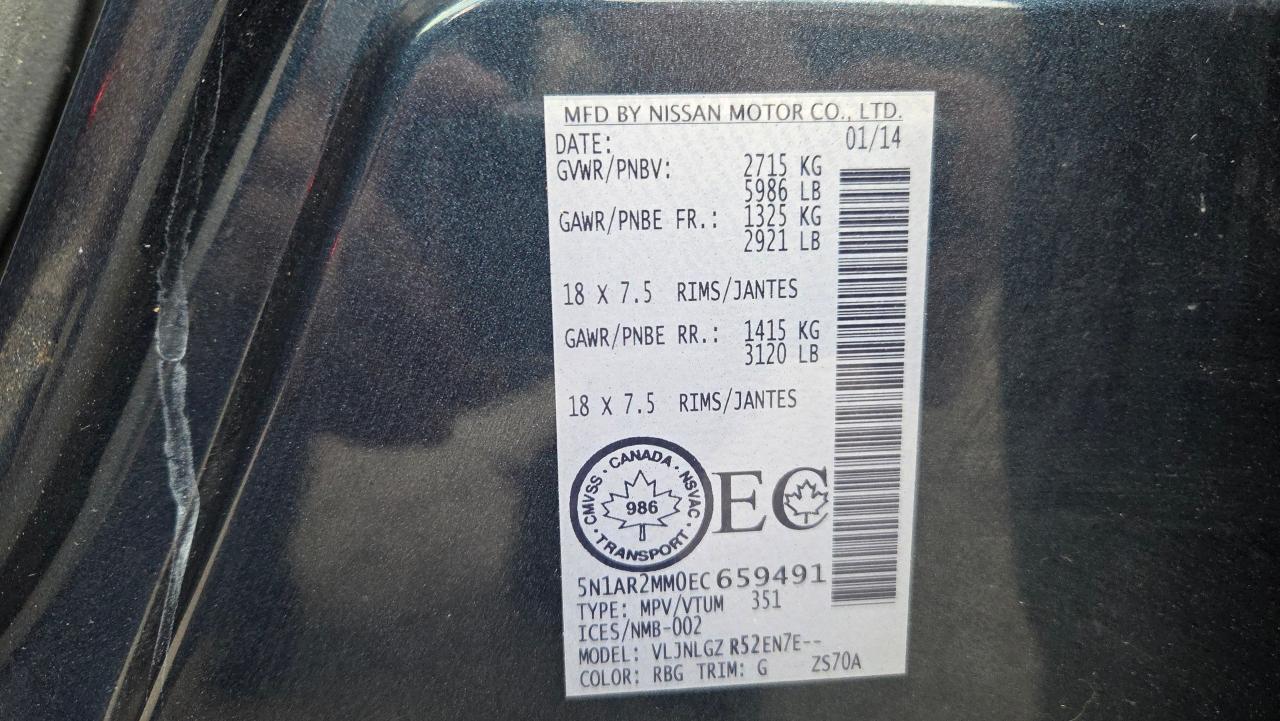 MFD BY NISSAN MOTOR CO., LTD.
DATE: 01/14
GVWR/PNBV: 2715 KG
5986 LB
GAWR/PNBE FR.: 1325 KG
2921 LB
18 X 7.5 RIMS/JANTES
GAWR/PNBE RR.: 1415 KG
3120 LB
18 X 7.5 RIMS/JANTES
CMVSS · CANADA · NSVAC · TRANSPORT ·
986
EC
5N1AR2MM0EC659491
TYPE: MPV/VTUM 351
ICES/NMB-002
MODEL: VLJNLGZ R52EN7E--
COLOR: RBG TRIM: G ZS70A